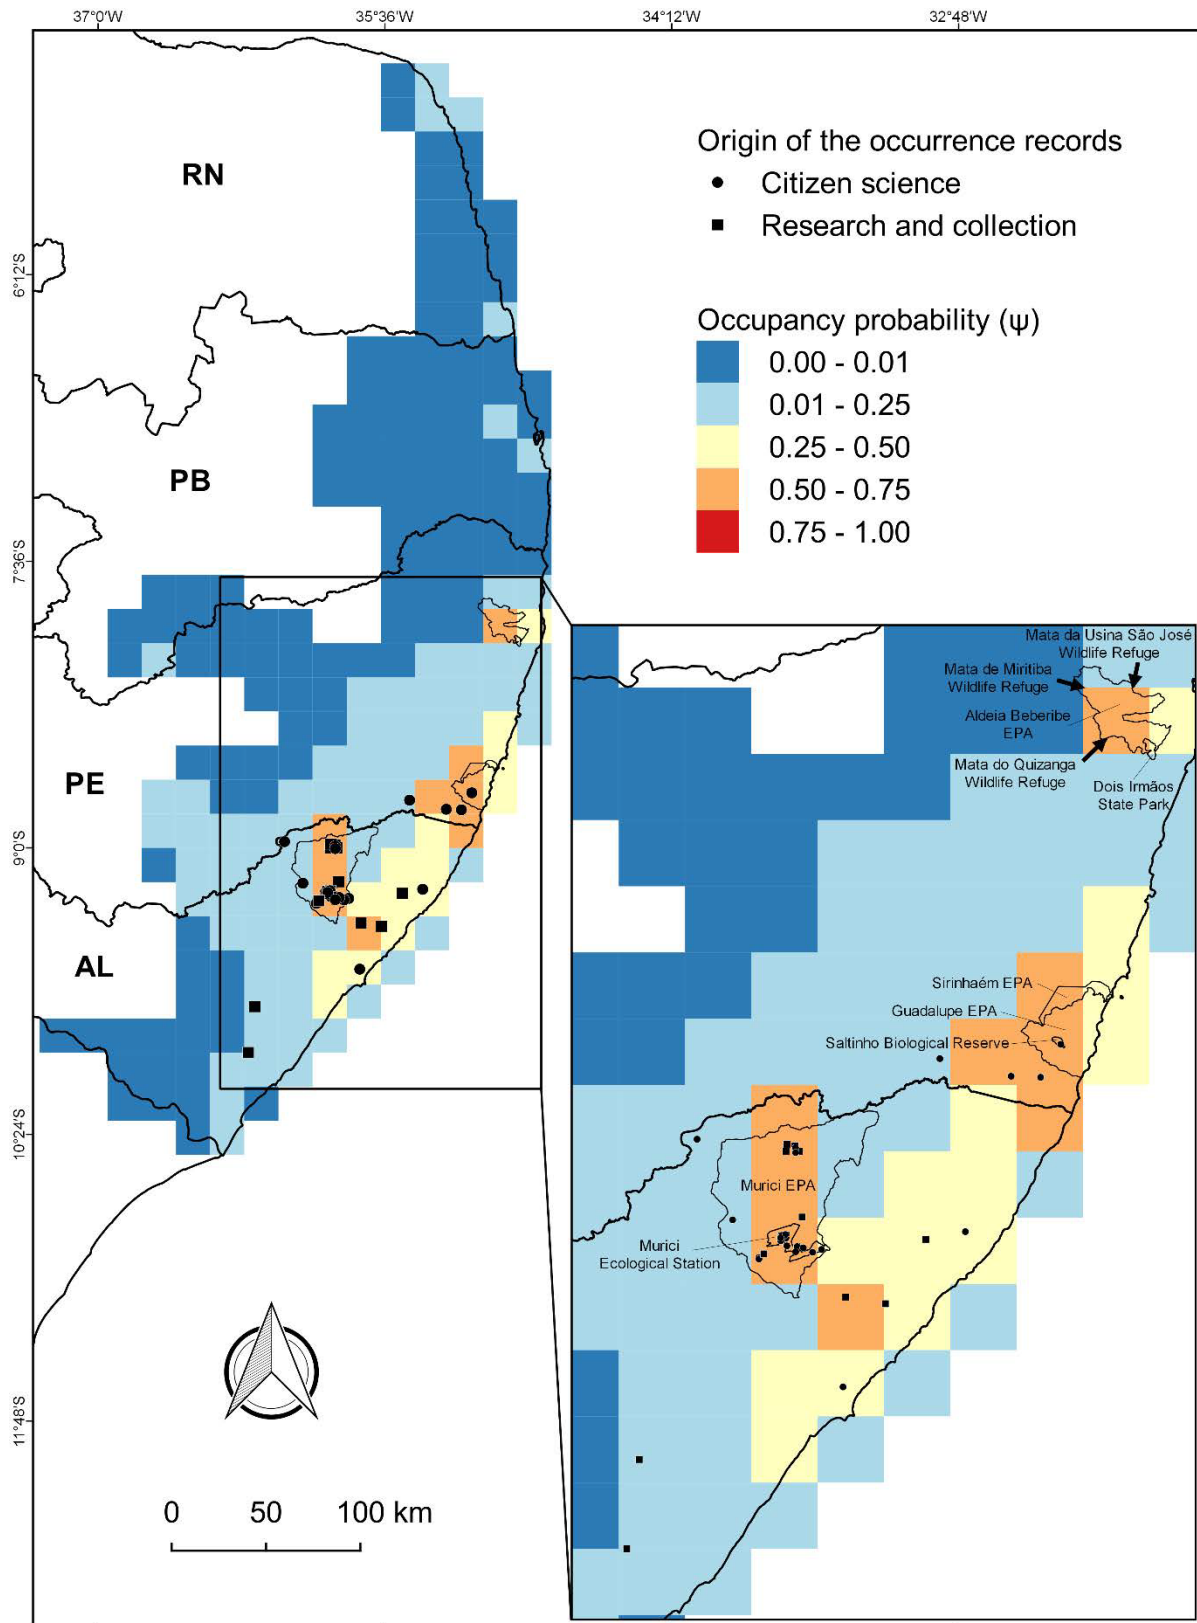 37°0'W
35°36'W
34°12'W
32°48'W
6°12'S
7°36'S
9°0'S
10°24'S
11°48'S
RN
PB
PE
AL
Origin of the occurrence records
Citizen science
Research and collection
Occupancy probability (ψ)
0.00 - 0.01
0.01 - 0.25
0.25 - 0.50
0.50 - 0.75
0.75 - 1.00
Mata da Usina São José
Wildlife Refuge
Mata de Miritiba
Wildlife Refuge
Aldeia Beberibe
EPA
Mata do Quizanga
Wildlife Refuge
Dois Irmãos
State Park
Sirinhaém EPA
Guadalupe EPA
Saltinho Biological Reserve
Murici EPA
Murici
Ecological Station
0 50 100 km